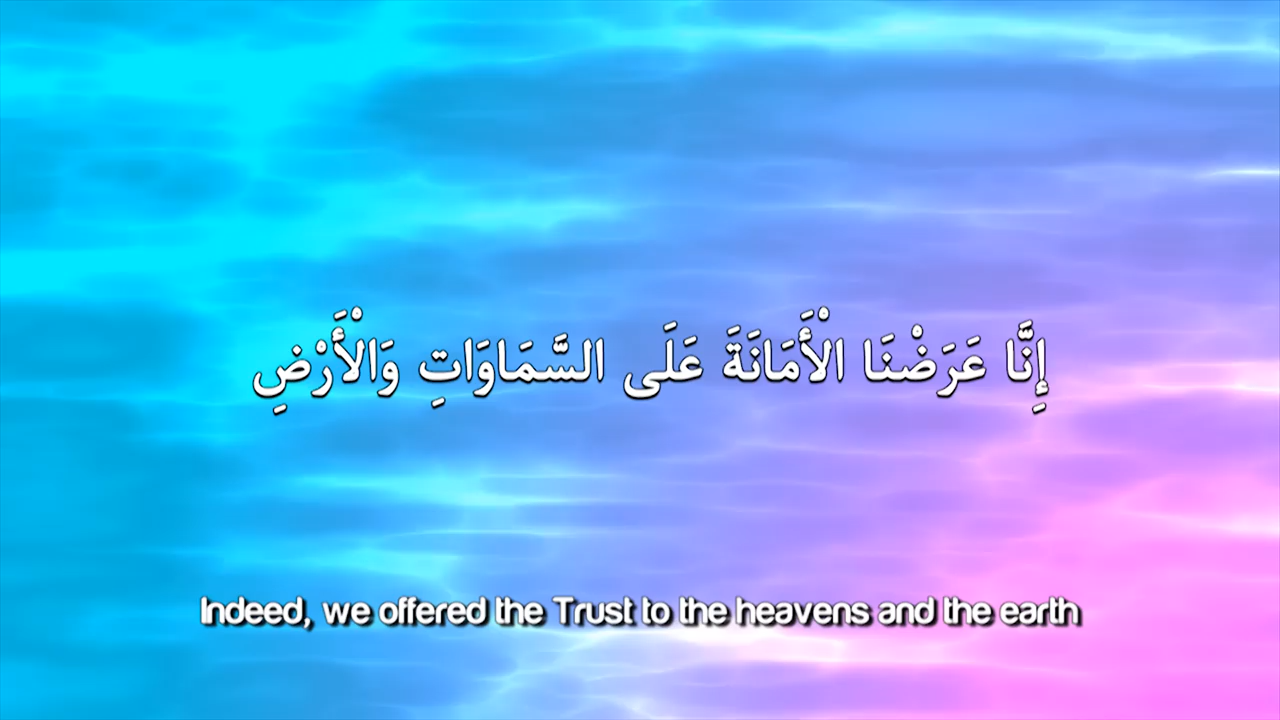 إِنَّا عَرَضْنَا الْأَمَانَةَ عَلَى السَّمَاوَاتِ وَالْأَرْضِ
Indeed, we offered the Trust to the heavens and the earth